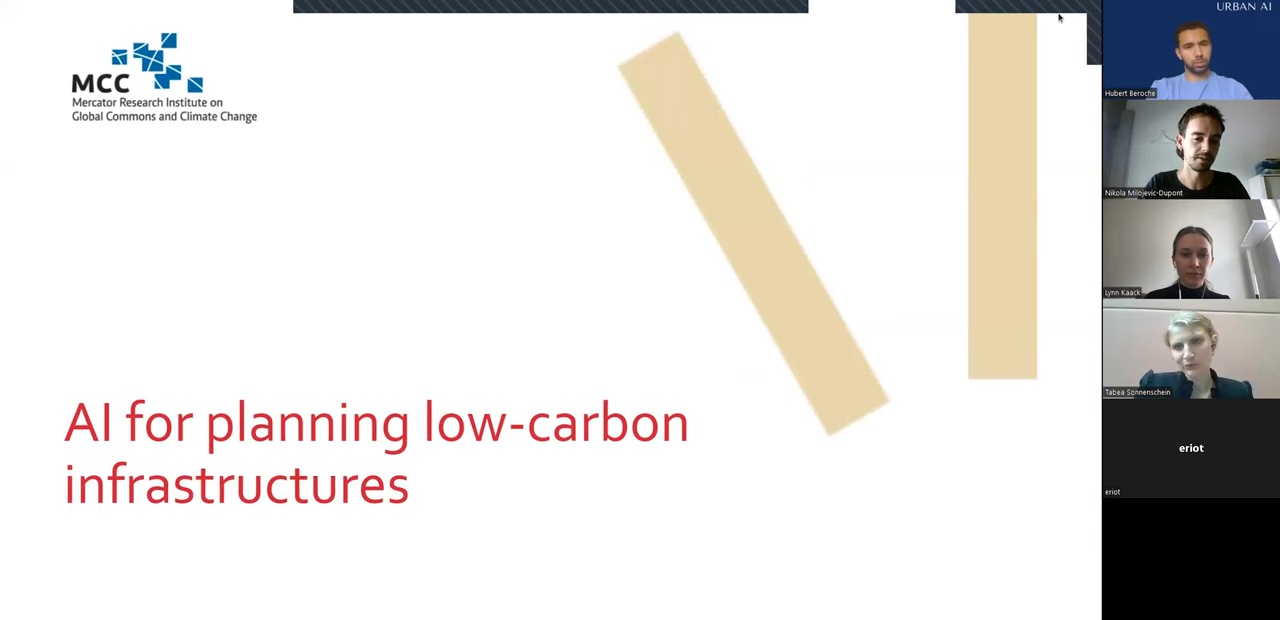 MCC
Mercator Research Institute on
Global Commons and Climate Change
AI for planning low-carbon
infrastructures
URBAN AI
Hubert Beroche
Nikola Milojevic-Dupont
Lynn Kaack
Tabea Sonnenschein
eriot
eriot